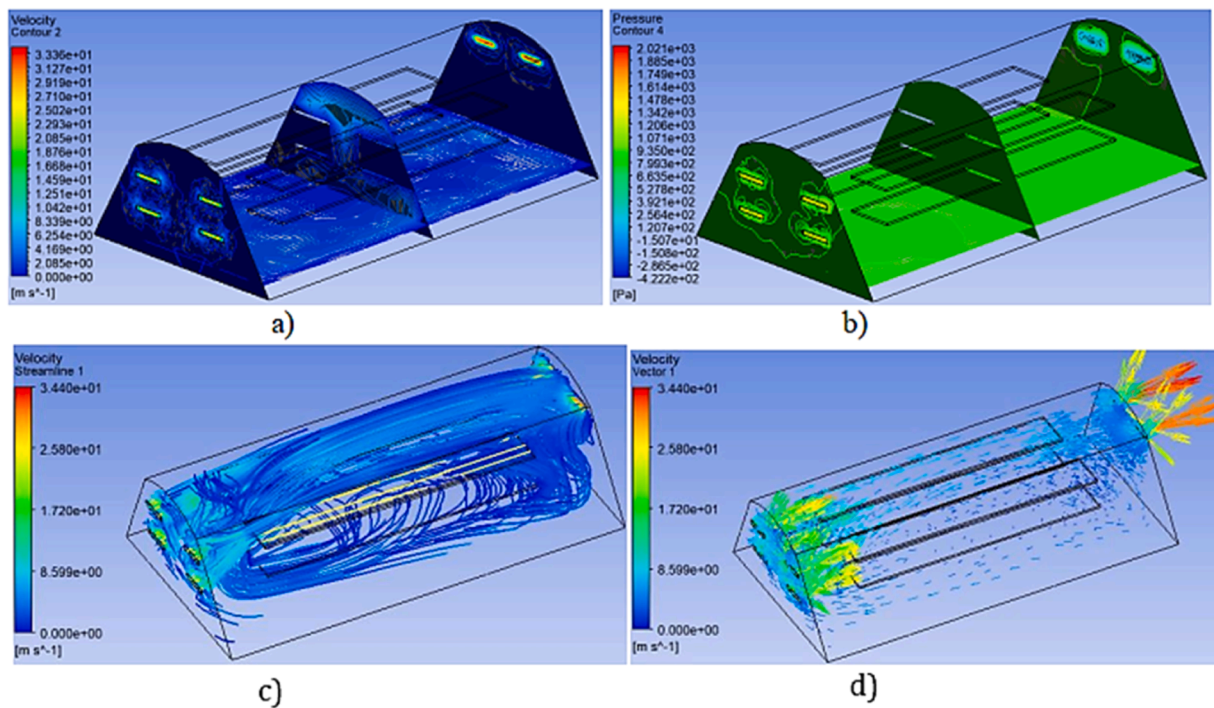 Velocity
Contour 2
3.336e+01
3.127e+01
2.919e+01
2.710e+01
2.502e+01
2.293e+01
2.085e+01
1.876e+01
1.668e+01
1.459e+01
1.251e+01
1.042e+01
8.339e+00
6.254e+00
4.169e+00
2.085e+00
0.000e+00
[m s^-1]
a)
Pressure
Contour 4
2.021e+03
1.885e+03
1.749e+03
1.614e+03
1.478e+03
1.342e+03
1.206e+03
1.071e+03
9.350e+02
7.993e+02
6.635e+02
5.278e+02
3.921e+02
2.564e+02
1.207e+02
-1.507e+01
-1.508e+02
-2.865e+02
-4.222e+02
[Pa]
b)
Velocity
Streamline 1
3.440e+01
2.580e+01
1.720e+01
8.599e+00
0.000e+00
[m s^-1]
c)
Velocity
Vector 1
3.440e+01
2.580e+01
1.720e+01
8.599e+00
0.000e+00
[m s^-1]
d)